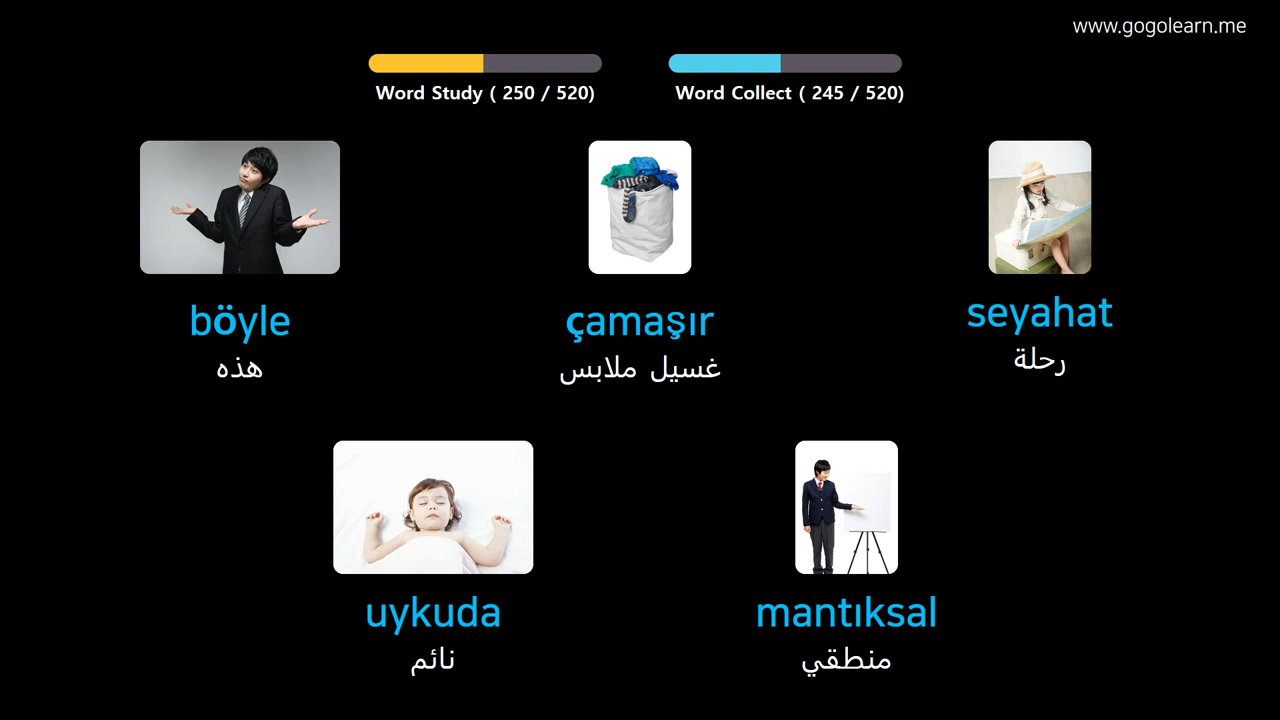 www.gogolearn.me
Word Study ( 250 / 520)
Word Collect ( 245 / 520)
böyle
هذه
çamaşır
غسيل ملابس
seyahat
رحلة
uykuda
نائم
mantıksal
منطقي